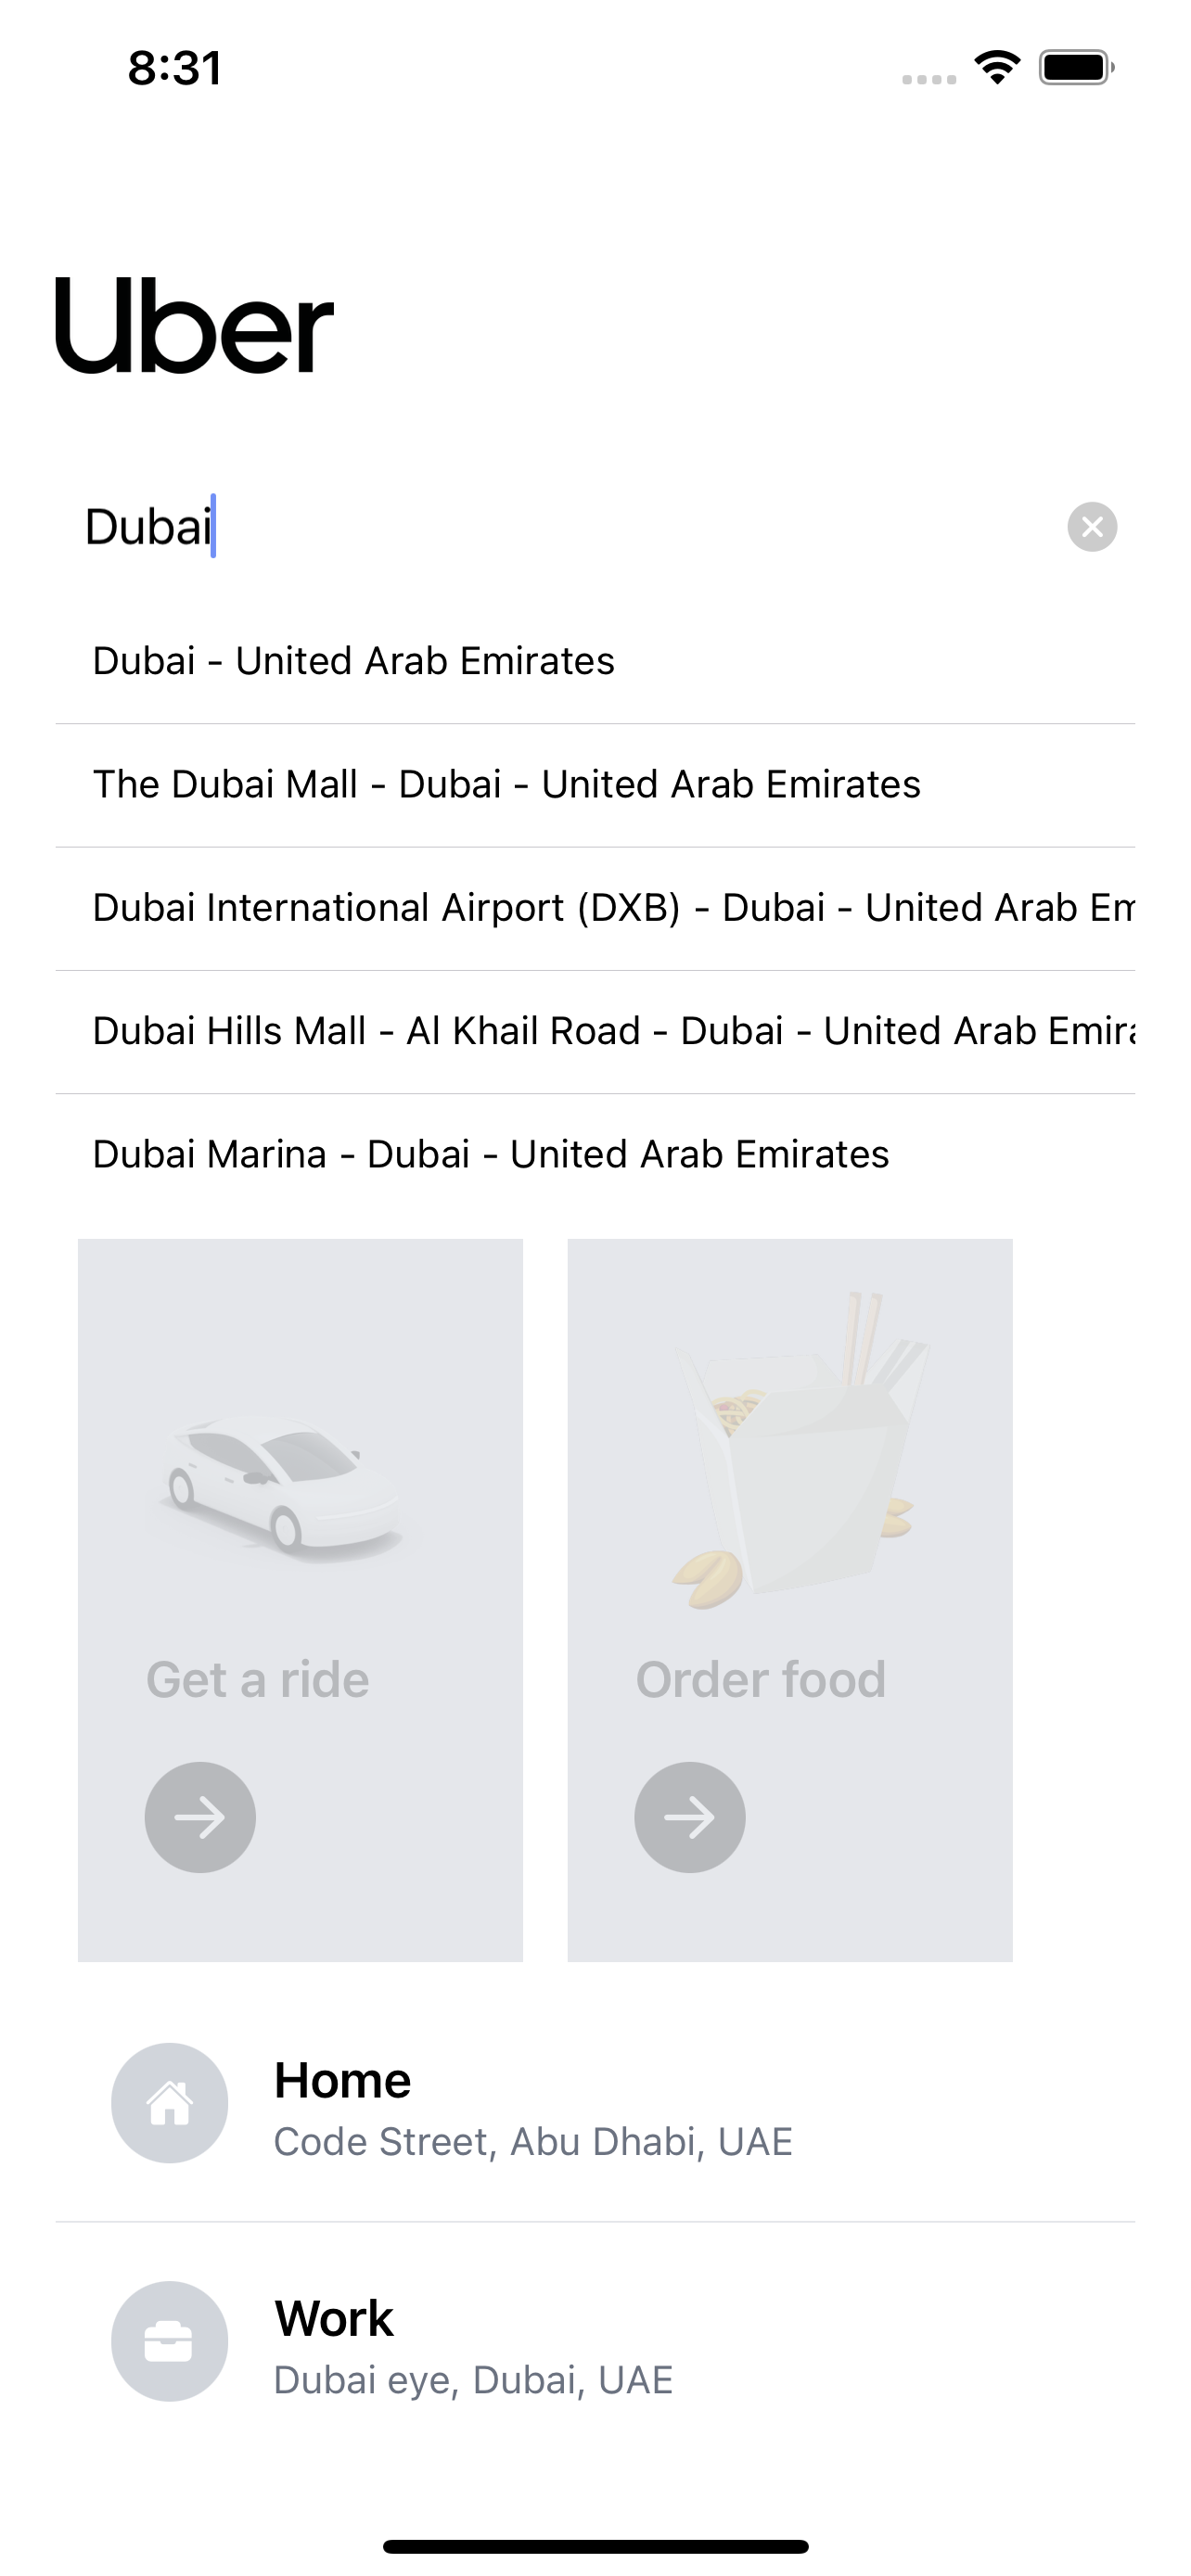 8:31
Uber
Dubai
Dubai - United Arab Emirates
The Dubai Mall - Dubai - United Arab Emirates
Dubai International Airport (DXB) - Dubai - United Arab Em
Dubai Hills Mall - Al Khail Road - Dubai - United Arab Emira
Dubai Marina - Dubai - United Arab Emirates
Get a ride
Order food
Home
Code Street, Abu Dhabi, UAE
Work
Dubai eye, Dubai, UAE